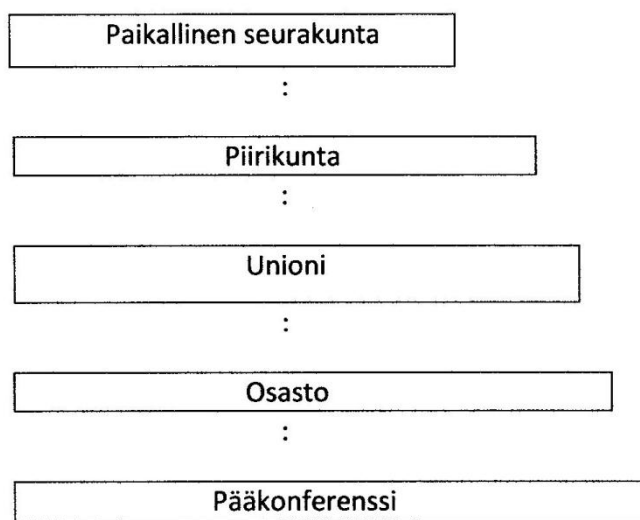 Paikallinen seurakunta
:
Piirikunta
:
Unioni
:
Osasto
:
Pääkonferenssi